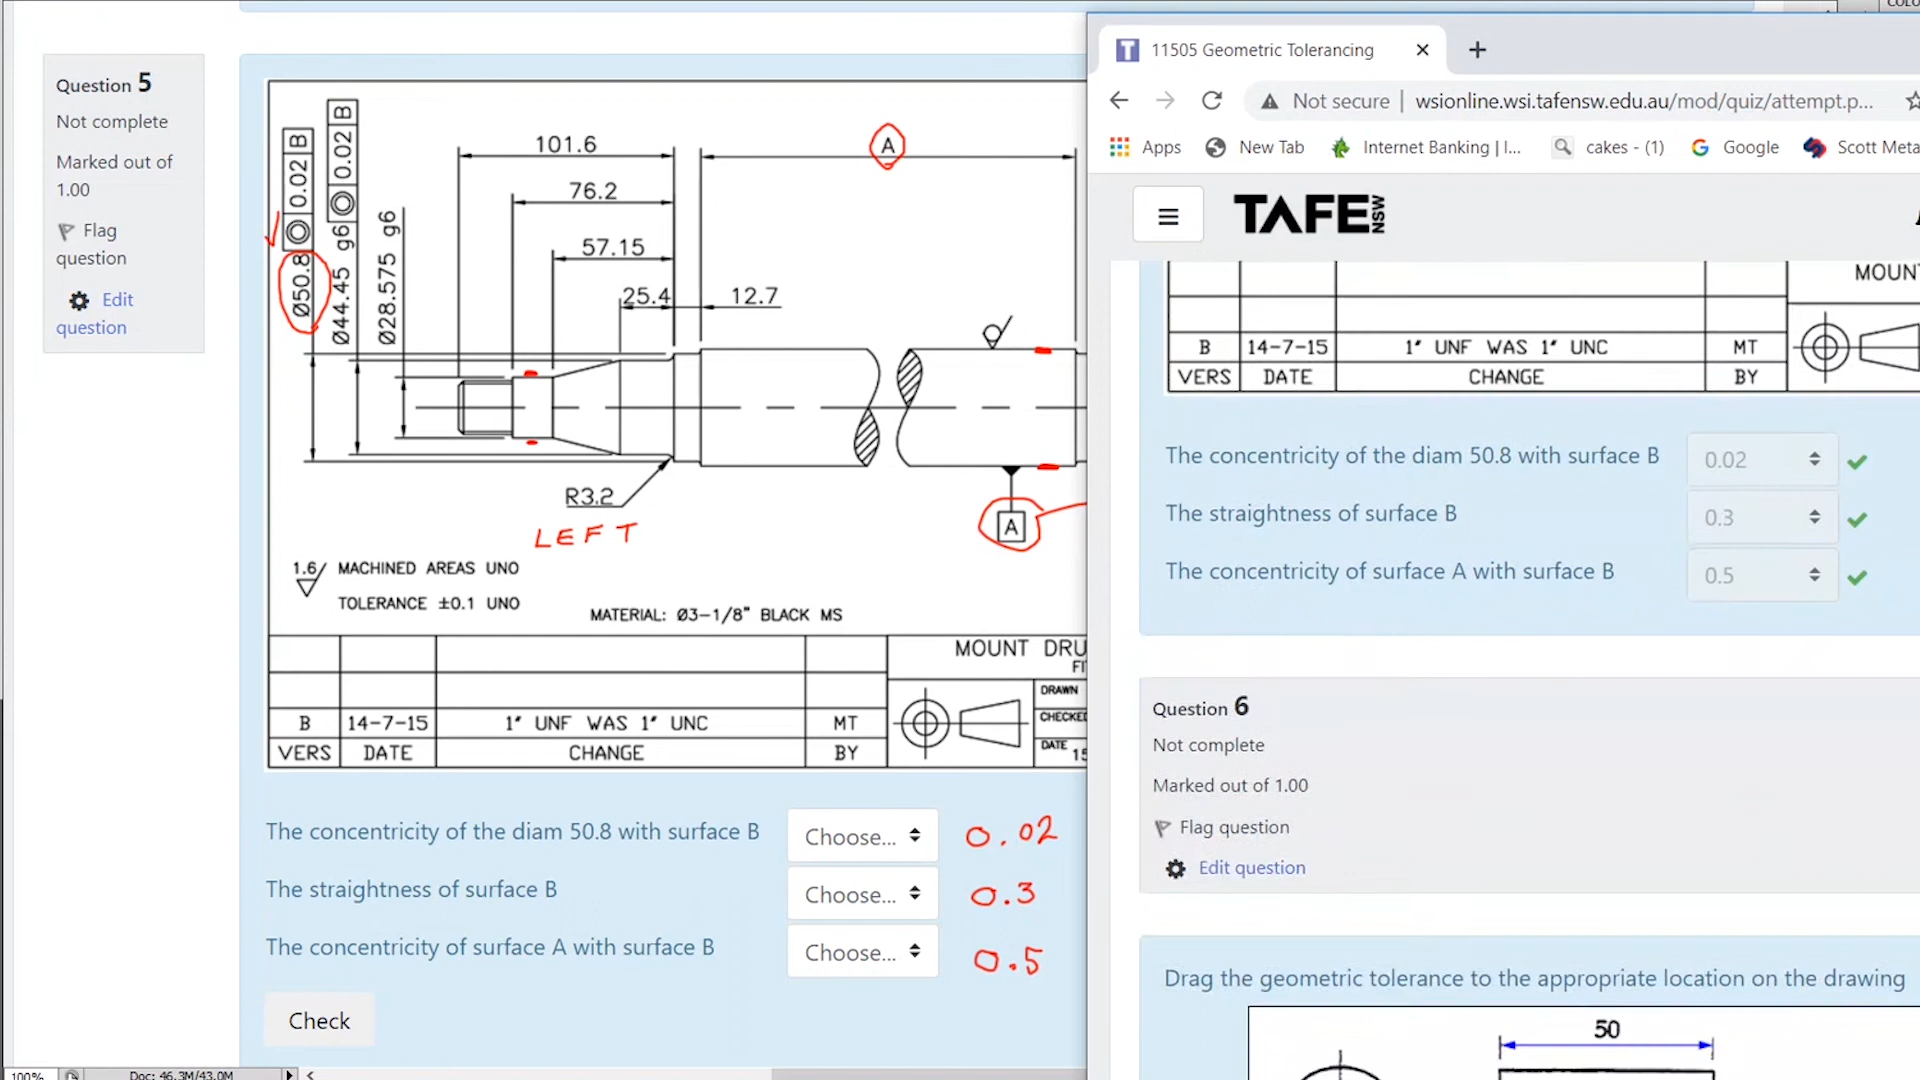 Question 5
Not complete
Marked out of
1.00
Flag
question
Edit
question
0.02 B
0.02 B
Ø50.8
Ø44.45 g6
Ø28.575 g6
101.6
76.2
57.15
25.4
12.7
A
R3.2
LEFT
A
1.6/ MACHINED AREAS UNO
TOLERANCE ±0.1 UNO
MATERIAL: Ø3-1/8" BLACK MS
MOUNT DRU
FI
DRAWN
CHECKED
DATE 15
B 14-7-15 1" UNF WAS 1" UNC MT
VERS DATE CHANGE BY
The concentricity of the diam 50.8 with surface B Choose... 0.02
The straightness of surface B Choose... 0.3
The concentricity of surface A with surface B Choose... 0.5
Check
100% Doc: 46.3M/43.0M
11505 Geometric Tolerancing
Not secure wsionline.wsi.tafensw.edu.au/mod/quiz/attempt.p...
Apps New Tab Internet Banking | I... cakes - (1) Google Scott Meta
TAFE NSW
MOUNT
B 14-7-15 1" UNF WAS 1" UNC MT
VERS DATE CHANGE BY
The concentricity of the diam 50.8 with surface B 0.02
The straightness of surface B 0.3
The concentricity of surface A with surface B 0.5
Question 6
Not complete
Marked out of 1.00
Flag question
Edit question
Drag the geometric tolerance to the appropriate location on the drawing
50